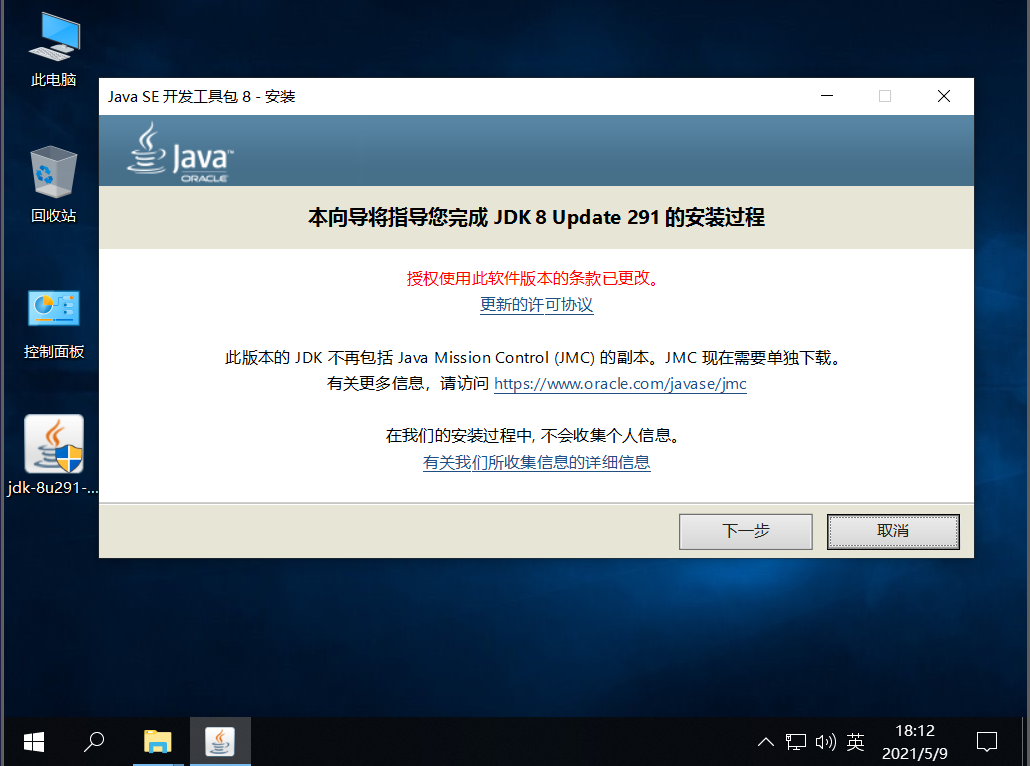 此电脑
回收站
控制面板
jdk-8u291-...
Java SE 开发工具包 8 - 安装
Java™
ORACLE
本向导将指导您完成 JDK 8 Update 291 的安装过程
授权使用此软件版本的条款已更改。
更新的许可协议
此版本的 JDK 不再包括 Java Mission Control (JMC) 的副本。JMC 现在需要单独下载。
有关更多信息，请访问 https://www.oracle.com/javase/jmc
在我们的安装过程中, 不会收集个人信息。
有关我们所收集信息的详细信息
下一步
取消
英
18:12
2021/5/9